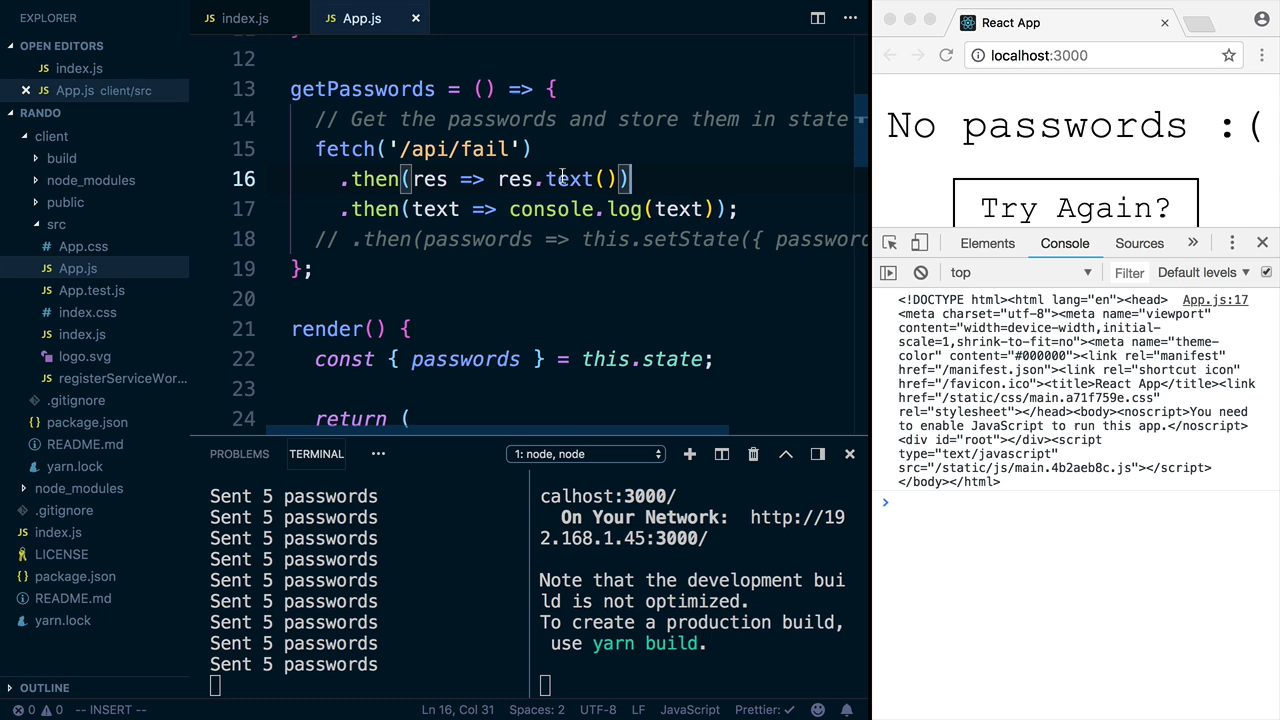 EXPLORER
OPEN EDITORS
JS index.js
× App.js client/src
RANDO
client
build
node_modules
public
src
App.css
JS App.js
JS App.test.js
index.css
JS index.js
logo.svg
JS registerServiceWor...
.gitignore
package.json
README.md
yarn.lock
node_modules
.gitignore
JS index.js
LICENSE
package.json
README.md
yarn.lock
OUTLINE
JS index.js
JS App.js ×
12
13 getPasswords = () => {
14 // Get the passwords and store them in state
15 fetch('/api/fail')
16 .then(res => res.text())
17 .then(text => console.log(text));
18 // .then(passwords => this.setState({ password
19 };
20
21 render() {
22 const { passwords } = this.state;
23
24 return (
PROBLEMS TERMINAL ••• 1: node, node
Sent 5 passwords
Sent 5 passwords
Sent 5 passwords
Sent 5 passwords
Sent 5 passwords
Sent 5 passwords
Sent 5 passwords
Sent 5 passwords
Sent 5 passwords
calhost:3000/
On Your Network: http://19
2.168.1.45:3000/
Note that the development bui
ld is not optimized.
To create a production build,
use yarn build.
0 0 -- INSERT -- Ln 16, Col 31 Spaces: 2 UTF-8 LF JavaScript Prettier: ✓
React App
localhost:3000
No passwords :(
Try Again?
Elements Console Sources »
top Filter Default levels
<!DOCTYPE html><html lang="en"><head> App.js:17
<meta charset="utf-8"><meta name="viewport"
content="width=device-width,initial-
scale=1,shrink-to-fit=no"><meta name="theme-
color" content="#000000"><link rel="manifest"
href="/manifest.json"><link rel="shortcut icon"
href="/favicon.ico"><title>React App</title><link
href="/static/css/main.a71f759e.css"
rel="stylesheet"></head><body><noscript>You need
to enable JavaScript to run this app.</noscript>
<div id="root"></div><script
type="text/javascript"
src="/static/js/main.4b2aeb8c.js"></script>
</body></html>